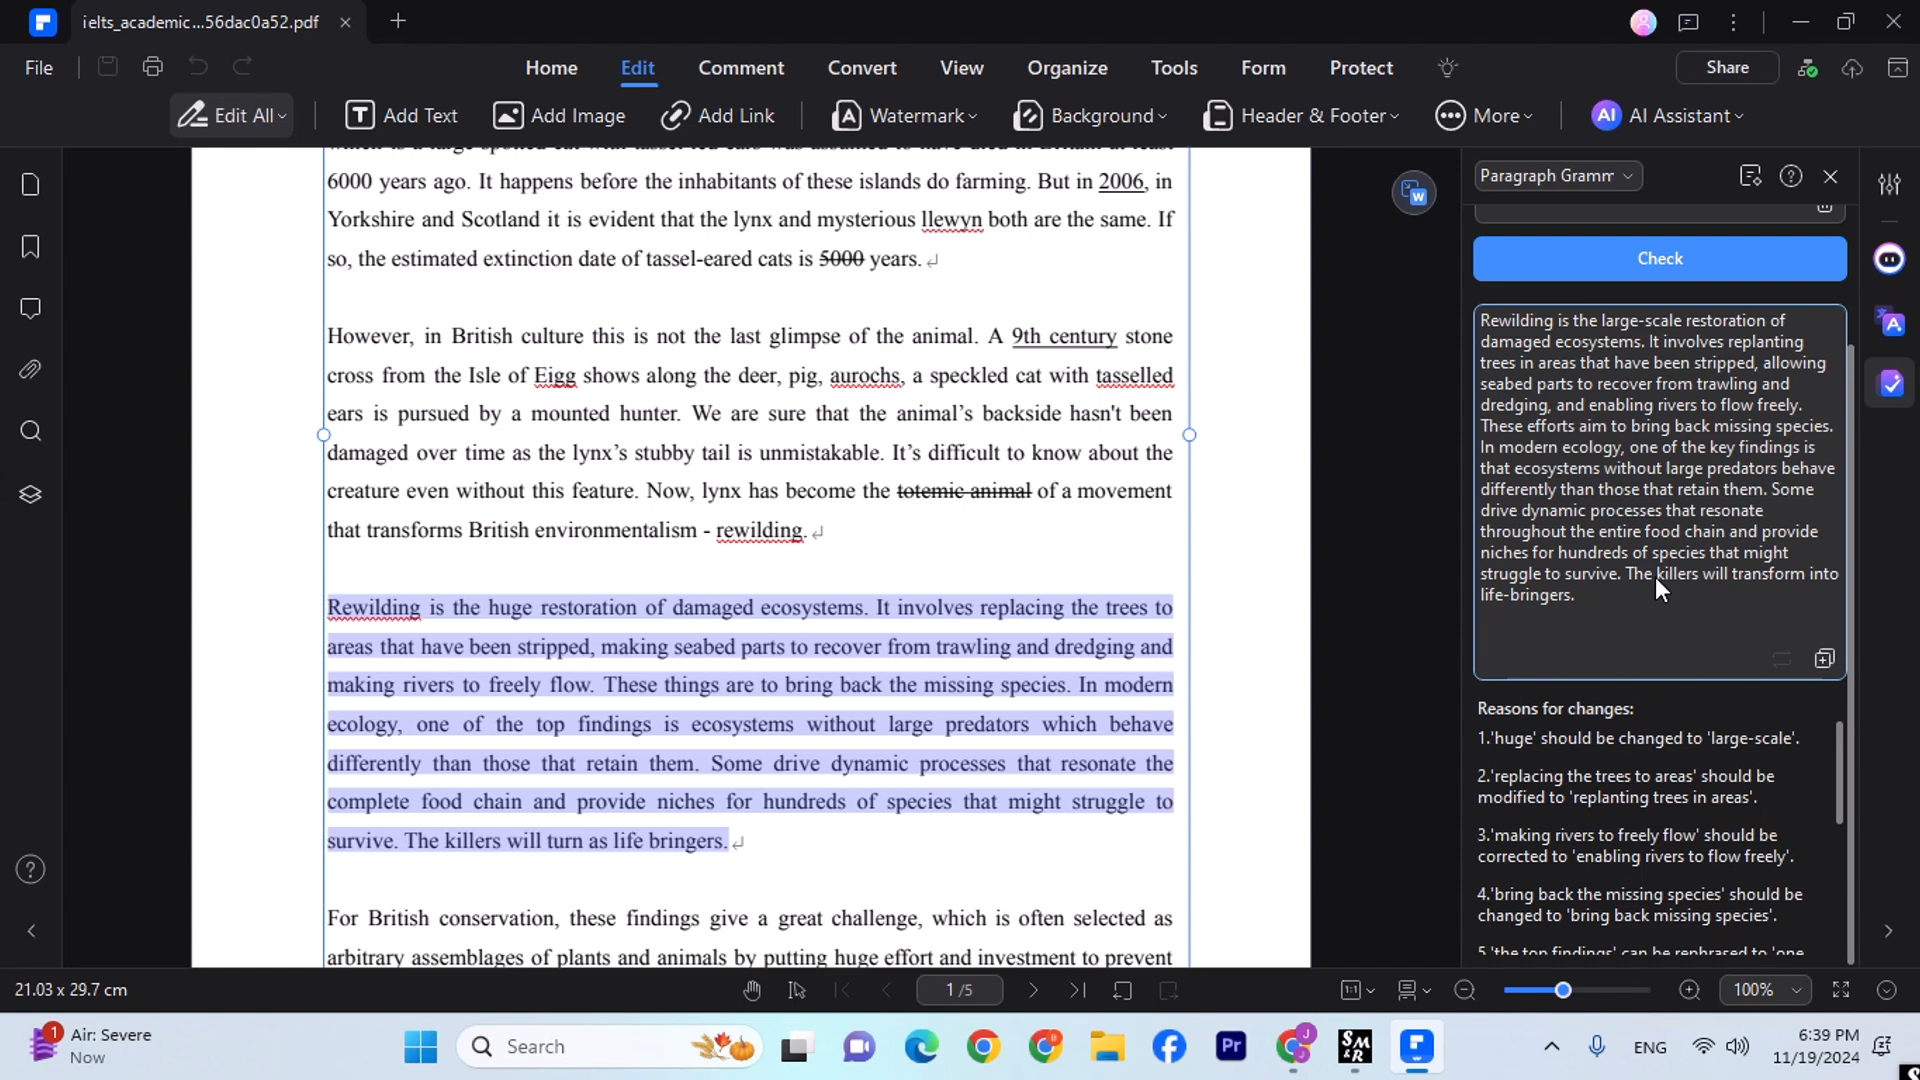 ielts_academic...56dac0a52.pdf
File
Home
Edit
Comment
Convert
View
Organize
Tools
Form
Protect
Share
Edit All
Add Text
Add Image
Add Link
Watermark
Background
Header & Footer
More
AI Assistant
6000 years ago. It happens before the inhabitants of these islands do farming. But in 2006, in
Yorkshire and Scotland it is evident that the lynx and mysterious llewyn both are the same. If
so, the estimated extinction date of tassel-eared cats is 5000 years.
However, in British culture this is not the last glimpse of the animal. A 9th century stone
cross from the Isle of Eigg shows along the deer, pig, aurochs, a speckled cat with tasselled
ears is pursued by a mounted hunter. We are sure that the animal's backside hasn't been
damaged over time as the lynx's stubby tail is unmistakable. It's difficult to know about the
creature even without this feature. Now, lynx has become the totemic animal of a movement
that transforms British environmentalism - rewilding.
Rewilding is the huge restoration of damaged ecosystems. It involves replacing the trees to
areas that have been stripped, making seabed parts to recover from trawling and dredging and
making rivers to freely flow. These things are to bring back the missing species. In modern
ecology, one of the top findings is ecosystems without large predators which behave
differently than those that retain them. Some drive dynamic processes that resonate the
complete food chain and provide niches for hundreds of species that might struggle to
survive. The killers will turn as life bringers.
For British conservation, these findings give a great challenge, which is often selected as
arbitrary assemblages of plants and animals by putting huge effort and investment to prevent
Paragraph Gramm
Check
Rewilding is the large-scale restoration of
damaged ecosystems. It involves replanting
trees in areas that have been stripped, allowing
seabed parts to recover from trawling and
dredging, and enabling rivers to flow freely.
These efforts aim to bring back missing species.
In modern ecology, one of the key findings is
that ecosystems without large predators behave
differently than those that retain them. Some
drive dynamic processes that resonate
throughout the entire food chain and provide
niches for hundreds of species that might
struggle to survive. The killers will transform into
life-bringers.
Reasons for changes:
1.'huge' should be changed to 'large-scale'.
2.'replacing the trees to areas' should be
modified to 'replanting trees in areas'.
3.'making rivers to freely flow' should be
corrected to 'enabling rivers to flow freely'.
4.'bring back the missing species' should be
changed to 'bring back missing species'.
5.'the top findings' can be rephrased to 'one
21.03 x 29.7 cm
1 /5
1:1
100%
1
Air: Severe
Now
Search
Pr
SM
&R
ENG
6:39 PM
11/19/2024